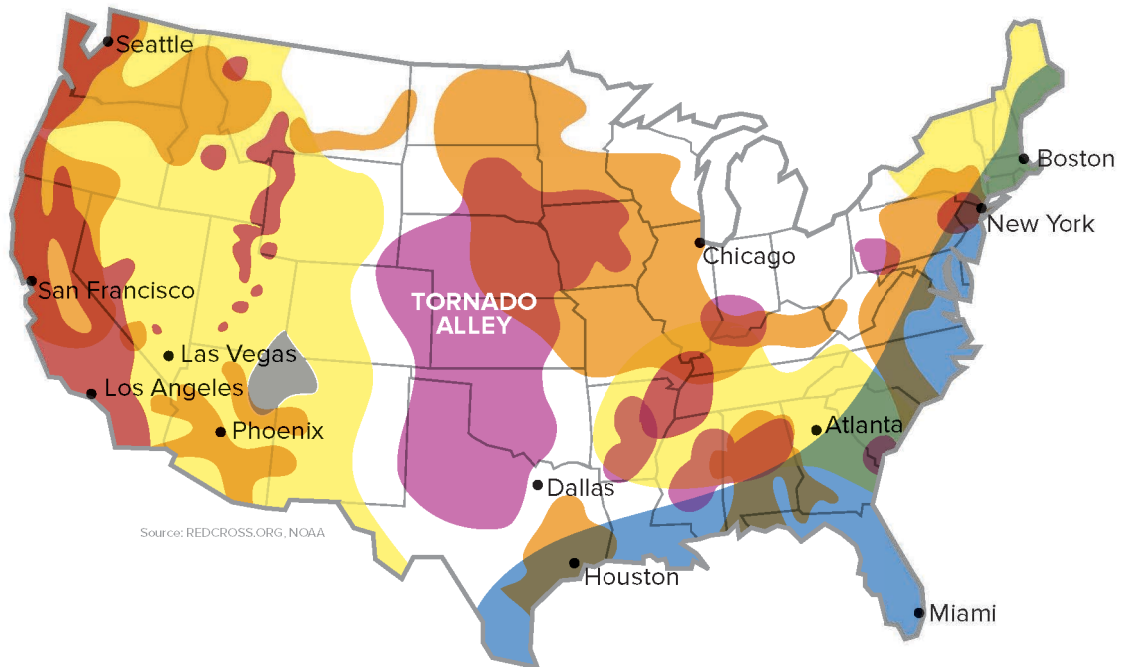 Seattle
Boston
New York
Chicago
San Francisco
TORNADO
ALLEY
Las Vegas
Los Angeles
Atlanta
Phoenix
Dallas
Source: REDCROSS.ORG, NOAA
Houston
Miami